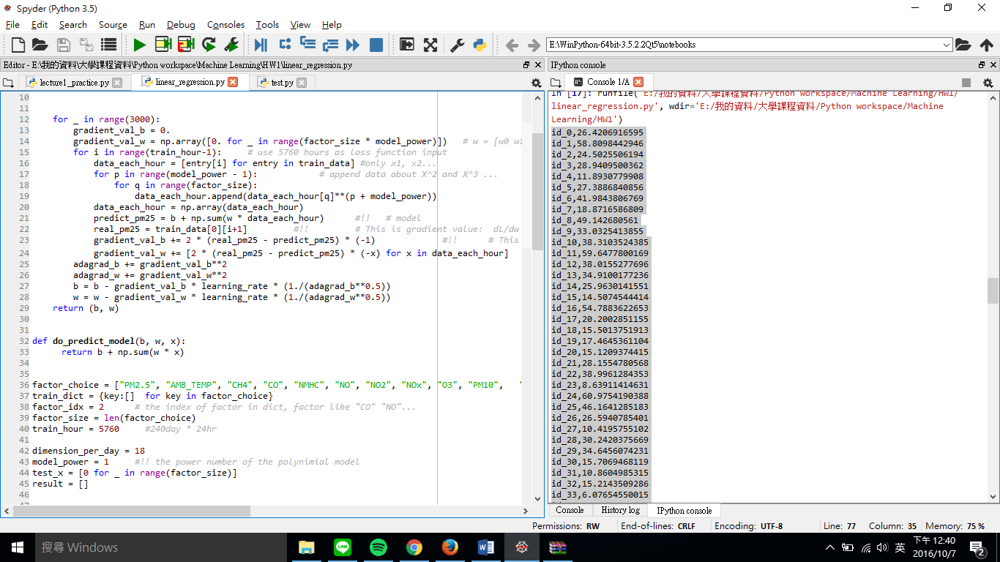 Spyder (Python 3.5)
File Edit Search Source Run Debug Consoles Tools View Help
E:\WinPython-64bit-3.5.2.2Qt5\notebooks
Editor - E:\我的資料\大學課程資料\Python workspace\Machine Learning\HW1\linear_regression.py
lecture1_practice.py linear_regression.py test.py
10
11
12 for _ in range(3000):
13 gradient_val_b = 0.
14 gradient_val_w = np.array([0. for _ in range(factor_size * model_power)]) # w = [w0 w1
15 for i in range(train_hour-1): # use 5760 hours as loss function input
16 data_each_hour = [entry[i] for entry in train_data] #only x1, x2...
17 for p in range(model_power - 1): # append data about X^2 and X^3 ...
18 for q in range(factor_size):
19 data_each_hour.append(data_each_hour[q]**(p + model_power))
20 data_each_hour = np.array(data_each_hour)
21 predict_pm25 = b + np.sum(w * data_each_hour) #!! # model
22 real_pm25 = train_data[0][i+1] #!! # This is gradient value: dL/dw
23 gradient_val_b += 2 * (real_pm25 - predict_pm25) * (-1) #!! # This
24 gradient_val_w += [2 * (real_pm25 - predict_pm25) * (-x) for x in data_each_hour]
25 adagrad_b += gradient_val_b**2
26 adagrad_w += gradient_val_w**2
27 b = b - gradient_val_b * learning_rate * (1./(adagrad_b**0.5))
28 w = w - gradient_val_w * learning_rate * (1./(adagrad_w**0.5))
29 return (b, w)
30
31
32 def do_predict_model(b, w, x):
33 return b + np.sum(w * x)
34
35
36 factor_choice = ["PM2.5", "AMB_TEMP", "CH4", "CO", "NMHC", "NO", "NO2", "NOx", "O3", "PM10", "
37 train_dict = {key:[] for key in factor_choice}
38 factor_idx = 2 # the index of factor in dict, factor like "CO" "NO"...
39 factor_size = len(factor_choice)
40 train_hour = 5760 #240day * 24hr
41
42 dimension_per_day = 18
43 model_power = 1 #!! the power number of the polynimial model
44 test_x = [0 for _ in range(factor_size)]
45 result = []
46
IPython console
Console 1/A
In [17]: runfile('E:/我的資料/大學課程資料/Python workspace/Machine Learning/HW1/
linear_regression.py', wdir='E:/我的資料/大學課程資料/Python workspace/Machine
Learning/HW1')
id_0,26.4206916595
id_1,58.8098442946
id_2,24.5025506194
id_3,28.9409500362
id_4,11.8930779908
id_5,27.3886840856
id_6,41.9843806769
id_7,18.8716586809
id_8,49.142680561
id_9,33.0325413855
id_10,38.3103524385
id_11,59.6477800169
id_12,38.0155277696
id_13,34.9100177236
id_14,25.9630141551
id_15,14.5074544414
id_16,54.7883622653
id_17,20.2002851155
id_18,15.5013751913
id_19,17.4645361104
id_20,15.1209374415
id_21,28.1554780568
id_22,38.9961284353
id_23,8.63911414631
id_24,60.9754190388
id_25,46.1641285183
id_26,26.5940785401
id_27,10.4195755102
id_28,30.2420375669
id_29,34.6456074231
id_30,15.7069468119
id_31,10.8604985315
id_32,15.2143509286
id_33,6.07654550015
Console History log IPython console
Permissions: RW End-of-lines: CRLF Encoding: UTF-8 Line: 77 Column: 35 Memory: 75 %
搜尋 Windows
英
下午 12:40
2016/10/7
2